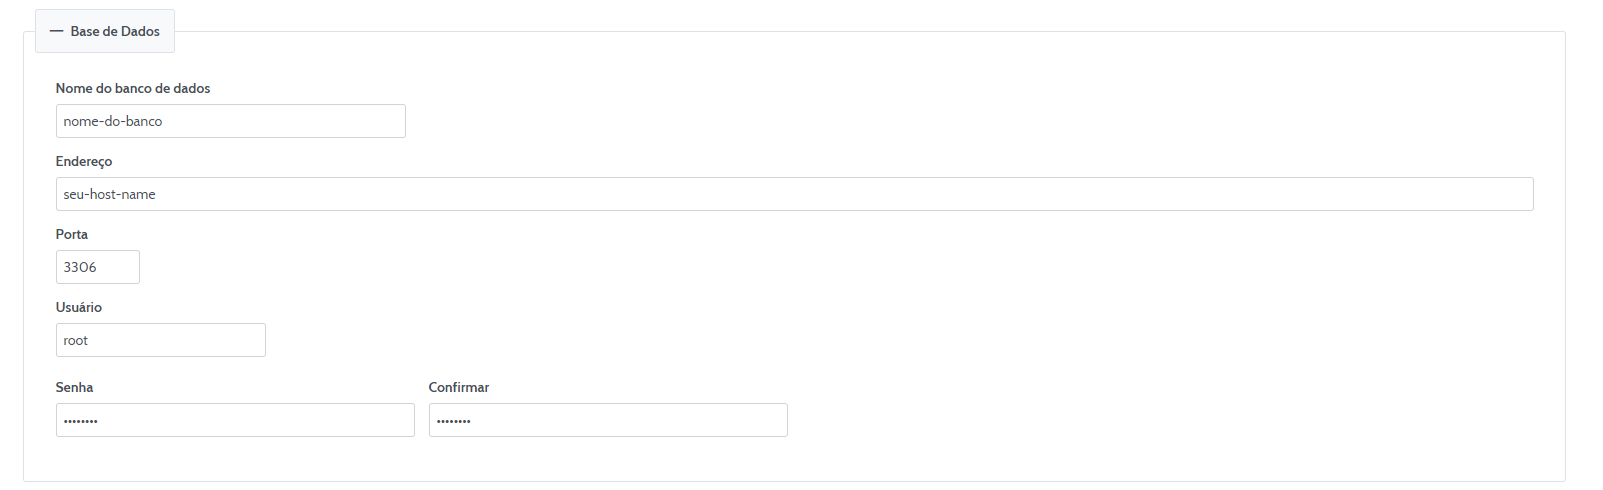 — Base de Dados
Nome do banco de dados
nome-do-banco
Endereço
seu-host-name
Porta
3306
Usuário
root
Senha Confirmar
•••••••• ••••••••